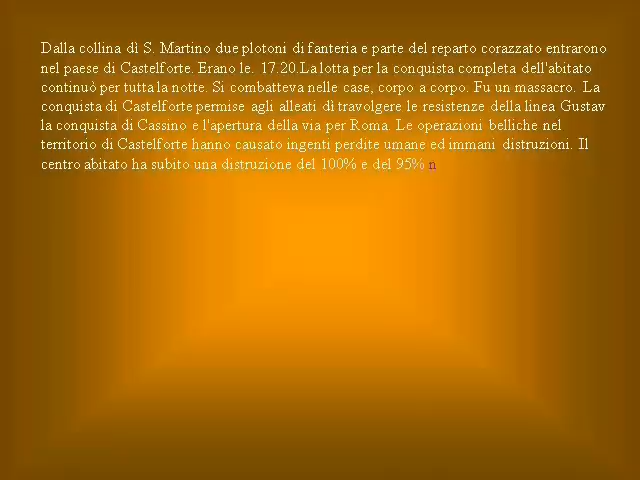 Dalla collina dì S. Martino due plotoni di fanteria e parte del reparto corazzato entrarono
nel paese di Castelforte. Erano le. 17.20.La lotta per la conquista completa dell'abitato
continuò per tutta la notte. Si combatteva nelle case, corpo a corpo. Fu un massacro. La
conquista di Castelforte permise agli alleati dì travolgere le resistenze della linea Gustav
la conquista di Cassino e l'apertura della via per Roma. Le operazioni belliche nel
territorio di Castelforte hanno causato ingenti perdite umane ed immani distruzioni. Il
centro abitato ha subito una distruzione del 100% e del 95% n